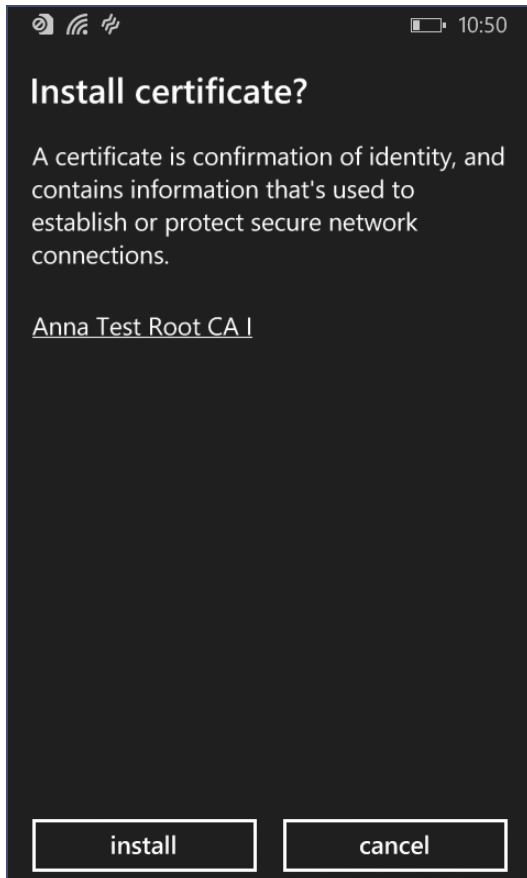 10:50
Install certificate?
A certificate is confirmation of identity, and
contains information that's used to
establish or protect secure network
connections.
Anna Test Root CA I
install
cancel